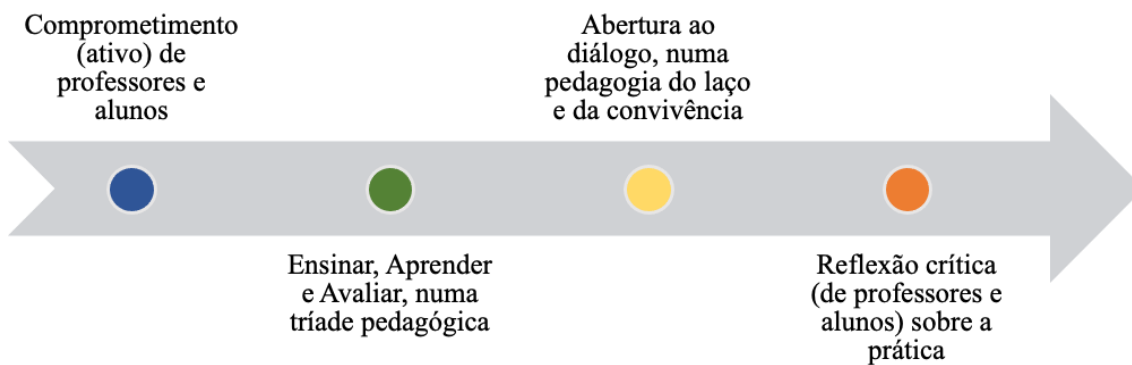 Comprometimento
(ativo) de
professores e
alunos
Ensinar, Aprender
e Avaliar, numa
tríade pedagógica
Abertura ao
diálogo, numa
pedagogia do laço
e da convivência
Reflexão crítica
(de professores e
alunos) sobre a
prática